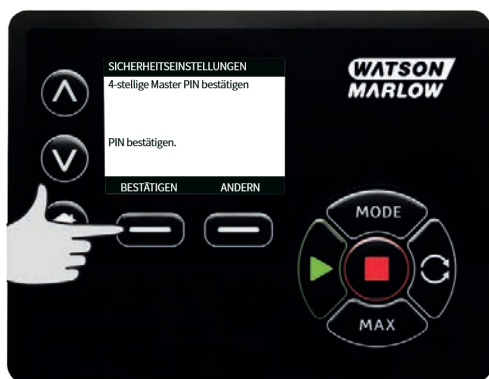 SICHERHEITSEINSTELLUNGEN
4-stellige Master PIN bestätigen
PIN bestätigen.
BESTÄTIGEN ANDERN
WATSON
MARLOW
MODE
MAX